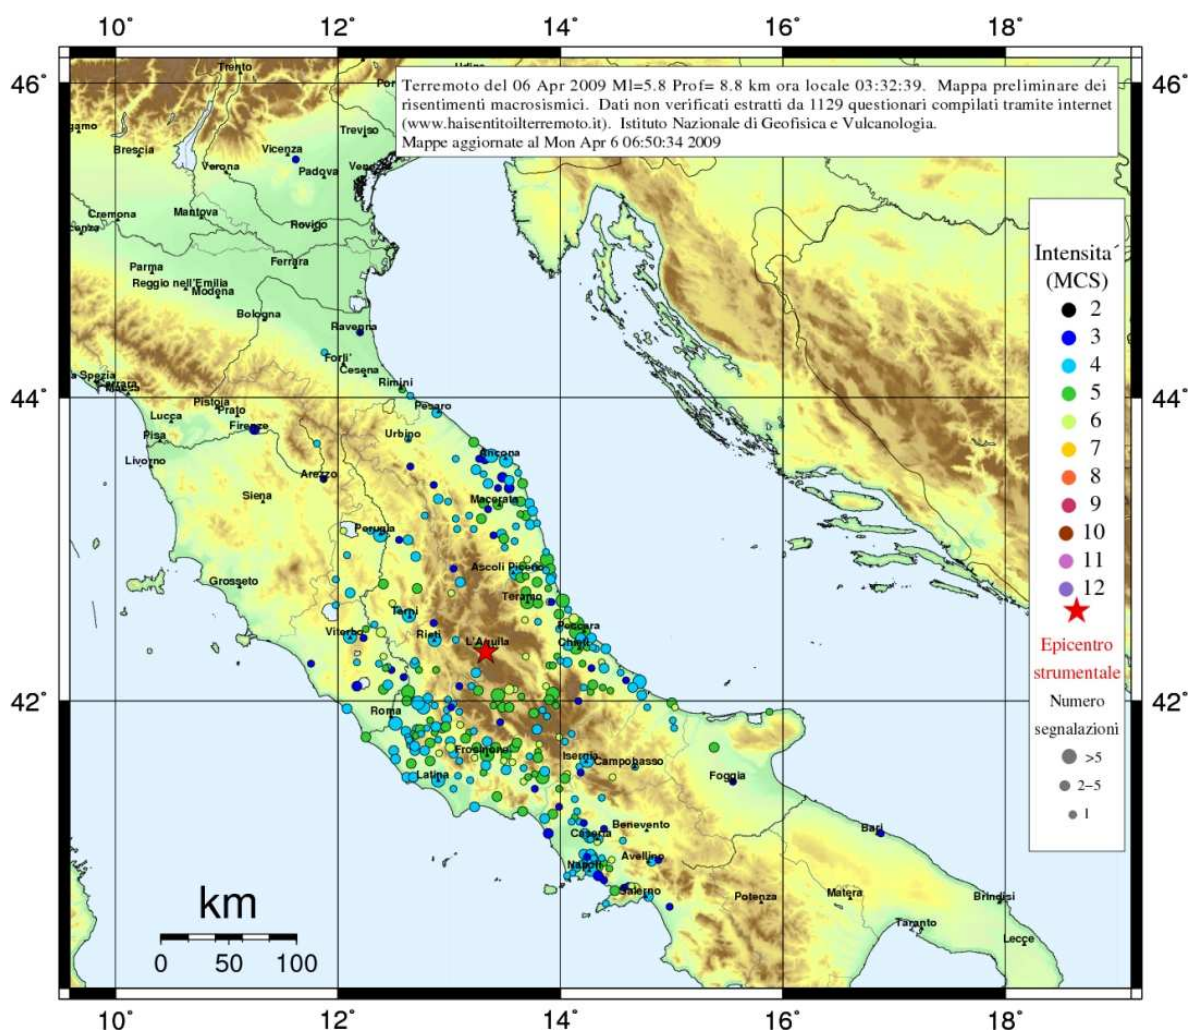 10° 12° 14° 16° 18°
46° 46°
Terremoto del 06 Apr 2009 Ml=5.8 Prof= 8.8 km ora locale 03:32:39. Mappa preliminare dei
risentimenti macrosismici. Dati non verificati estratti da 1129 questionari compilati tramite internet
(www.haisentitoilterremoto.it). Istituto Nazionale di Geofisica e Vulcanologia.
Mappe aggiornate al Mon Apr 6 06:50:34 2009
Trento
Treviso
Brescia
Vicenza
Verona
Padova
Cremona
Mantova
Rovigo
Parma
Ferrara
Reggio nell'Emilia
Modena
Bologna
Ravenna
Forli'
Cesena
Rimini
44° 44°
Pistoia
Prato
Lucca
Firenze
Pesaro
Pisa
Urbino
Livorno
Ancona
Arezzo
Siena
Macerata
Perugia
Ascoli Piceno
Grosseto
Teramo
Terni
Viterbo
Rieti
Pescara
L'Aquila
Chieti
42° 42°
Roma
Frosinone
Isernia
Campobasso
Latina
Foggia
Bari
Benevento
Caserta
Avellino
Napoli
Salerno
Potenza
Matera
Brindisi
Taranto
Lecce
Intensita´
(MCS)
2
3
4
5
6
7
8
9
10
11
12
Epicentro
strumentale
Numero
segnalazioni
>5
2-5
1
km
0 50 100
10° 12° 14° 16° 18°